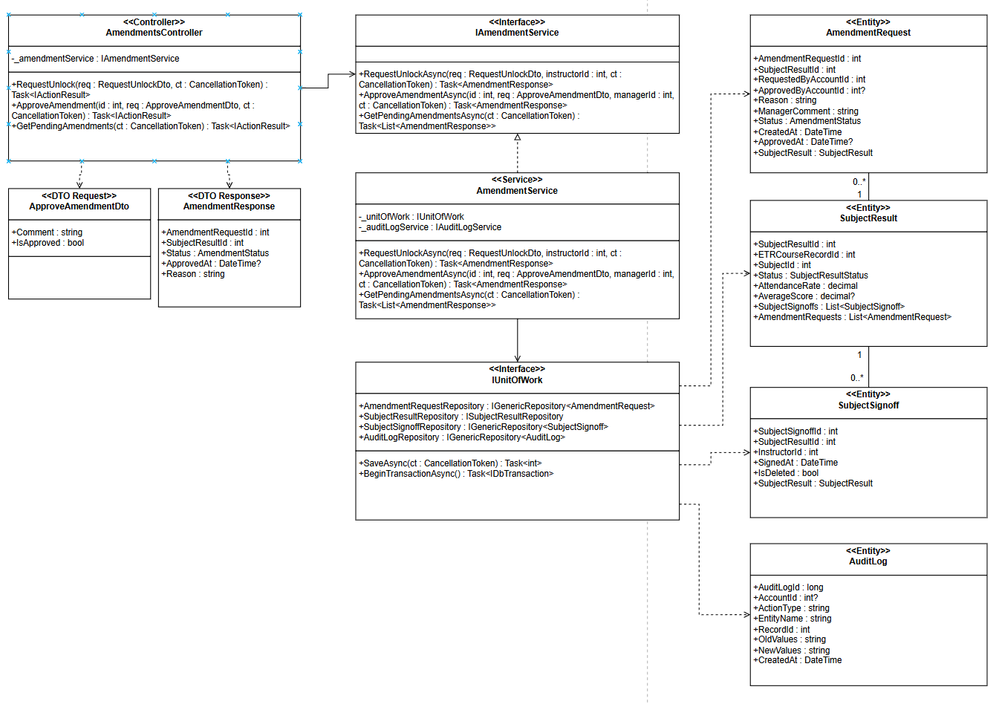 <<Controller>>
AmendmentsController
-_amendmentService : IAmendmentService
+RequestUnlock(req : RequestUnlockDto, ct : CancellationToken) :
Task<IActionResult>
+ApproveAmendment(id : int, req : ApproveAmendmentDto, ct :
CancellationToken) : Task<IActionResult>
+GetPendingAmendments(ct : CancellationToken) : Task<IActionResult>
<<DTO Request>>
ApproveAmendmentDto
+Comment : string
+IsApproved : bool
<<DTO Response>>
AmendmentResponse
+AmendmentRequestId : int
+SubjectResultId : int
+Status : AmendmentStatus
+ApprovedAt : DateTime?
+Reason : string
<<Interface>>
IAmendmentService
+RequestUnlockAsync(req : RequestUnlockDto, instructorId : int, ct :
CancellationToken) : Task<AmendmentResponse>
+ApproveAmendmentAsync(id : int, req : ApproveAmendmentDto, managerId : int,
ct : CancellationToken) : Task<AmendmentResponse>
+GetPendingAmendmentsAsync(ct : CancellationToken) :
Task<List<AmendmentResponse>>
<<Service>>
AmendmentService
-_unitOfWork : IUnitOfWork
-_auditLogService : IAuditLogService
+RequestUnlockAsync(req : RequestUnlockDto, instructorId : int, ct :
CancellationToken) : Task<AmendmentResponse>
+ApproveAmendmentAsync(id : int, req : ApproveAmendmentDto, managerId : int,
ct : CancellationToken) : Task<AmendmentResponse>
+GetPendingAmendmentsAsync(ct : CancellationToken) :
Task<List<AmendmentResponse>>
<<Interface>>
IUnitOfWork
+AmendmentRequestRepository : IGenericRepository<AmendmentRequest>
+SubjectResultRepository : ISubjectResultRepository
+SubjectSignoffRepository : IGenericRepository<SubjectSignoff>
+AuditLogRepository : IGenericRepository<AuditLog>
+SaveAsync(ct : CancellationToken) : Task<int>
+BeginTransactionAsync() : Task<IDbTransaction>
<<Entity>>
AmendmentRequest
+AmendmentRequestId : int
+SubjectResultId : int
+RequestedByAccountId : int
+ApprovedByAccountId : int?
+Reason : string
+ManagerComment : string
+Status : AmendmentStatus
+CreatedAt : DateTime
+ApprovedAt : DateTime?
+SubjectResult : SubjectResult
0..*
1
<<Entity>>
SubjectResult
+SubjectResultId : int
+ETRCourseRecordId : int
+SubjectId : int
+Status : SubjectResultStatus
+AttendanceRate : decimal
+AverageScore : decimal?
+SubjectSignoffs : List<SubjectSignoff>
+AmendmentRequests : List<AmendmentRequest>
1
0..*
<<Entity>>
SubjectSignoff
+SubjectSignoffId : int
+SubjectResultId : int
+InstructorId : int
+SignedAt : DateTime
+IsDeleted : bool
+SubjectResult : SubjectResult
<<Entity>>
AuditLog
+AuditLogId : long
+AccountId : int?
+ActionType : string
+EntityName : string
+RecordId : int
+OldValues : string
+NewValues : string
+CreatedAt : DateTime